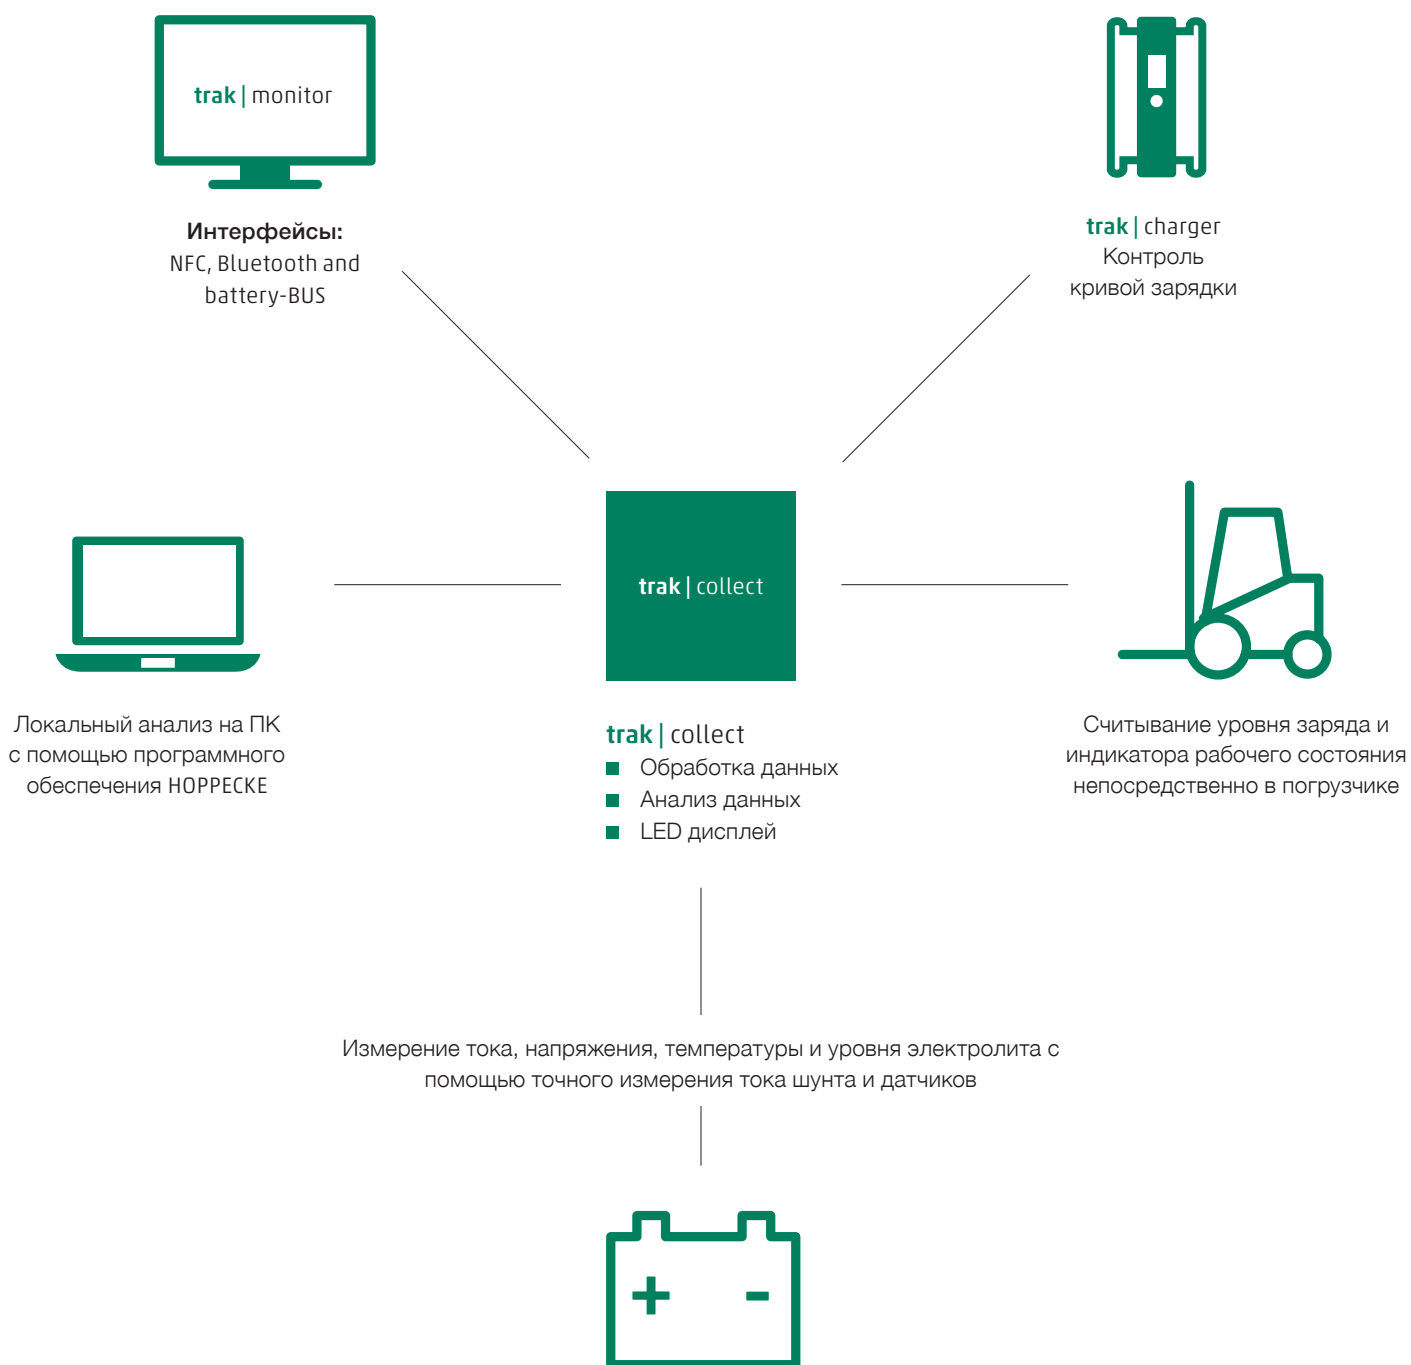 trak | monitor
Интерфейсы:
NFC, Bluetooth and
battery-BUS
trak | charger
Контроль
кривой зарядки
trak | collect
Локальный анализ на ПК
с помощью программного
обеспечения HOPPECKE
trak | collect
Обработка данных
Анализ данных
LED дисплей
Считывание уровня заряда и
индикатора рабочего состояния
непосредственно в погрузчике
Измерение тока, напряжения, температуры и уровня электролита с
помощью точного измерения тока шунта и датчиков
+ -